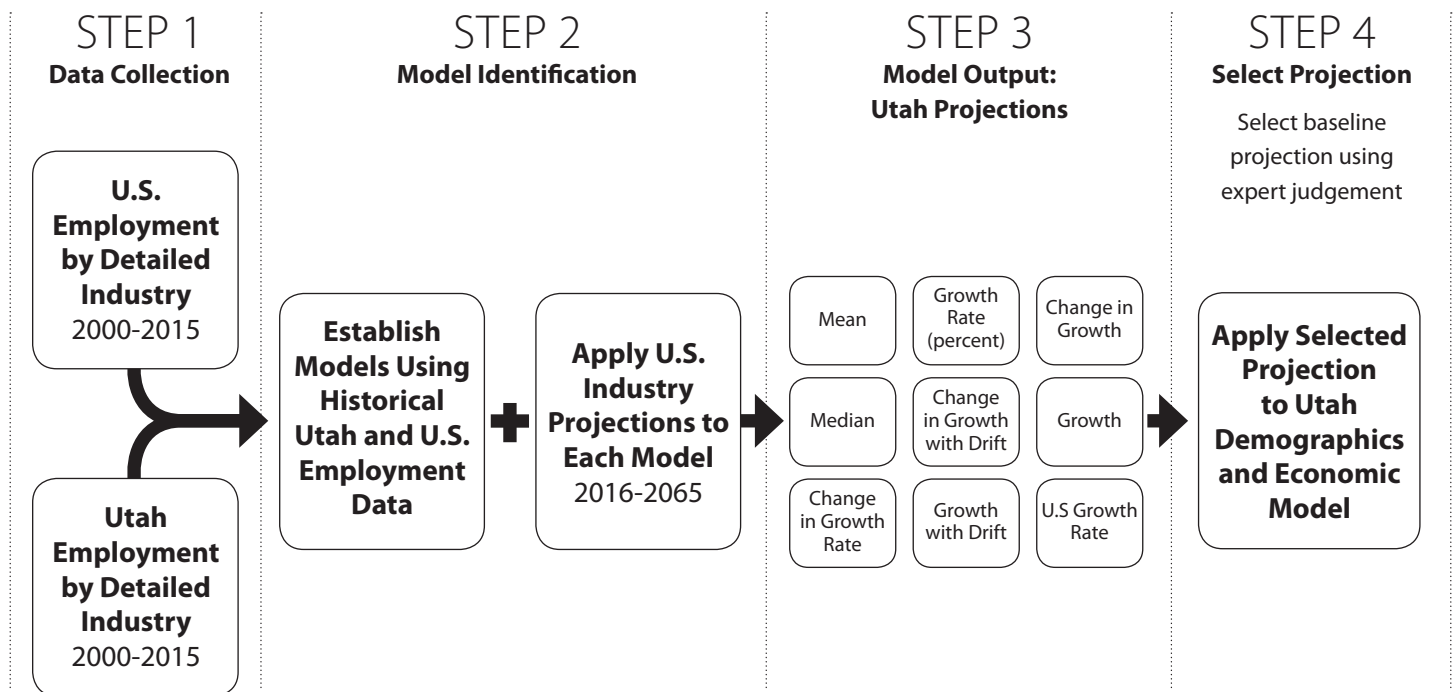 STEP 1
Data Collection
U.S.
Employment
by Detailed
Industry
2000-2015
Utah
Employment
by Detailed
Industry
2000-2015
STEP 2
Model Identification
Establish
Models Using
Historical
Utah and U.S.
Employment
Data
Apply U.S.
Industry
Projections to
Each Model
2016-2065
STEP 3
Model Output:
Utah Projections
Mean
Growth
Rate
(percent)
Change in
Growth
Median
Change
in Growth
with Drift
Growth
Change
in Growth
Rate
Growth
with Drift
U.S Growth
Rate
STEP 4
Select Projection
Select baseline
projection using
expert judgement
Apply Selected
Projection
to Utah
Demographics
and Economic
Model